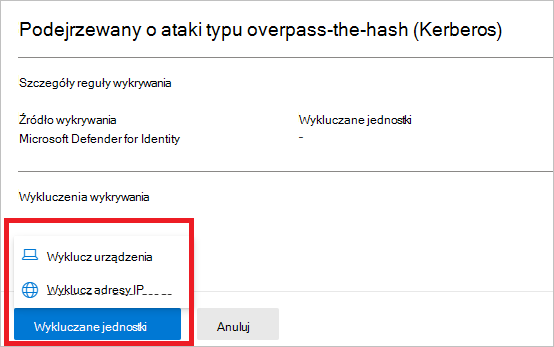 Podejrzewany o ataki typu overpass-the-hash (Kerberos)
Szczegóły reguły wykrywania
Źródło wykrywania
Microsoft Defender for Identity
Wykluczane jednostki
-
Wykluczenia wykrywania
Wyklucz urządzenia
Wyklucz adresy IP
Wykluczane jednostki
Anuluj